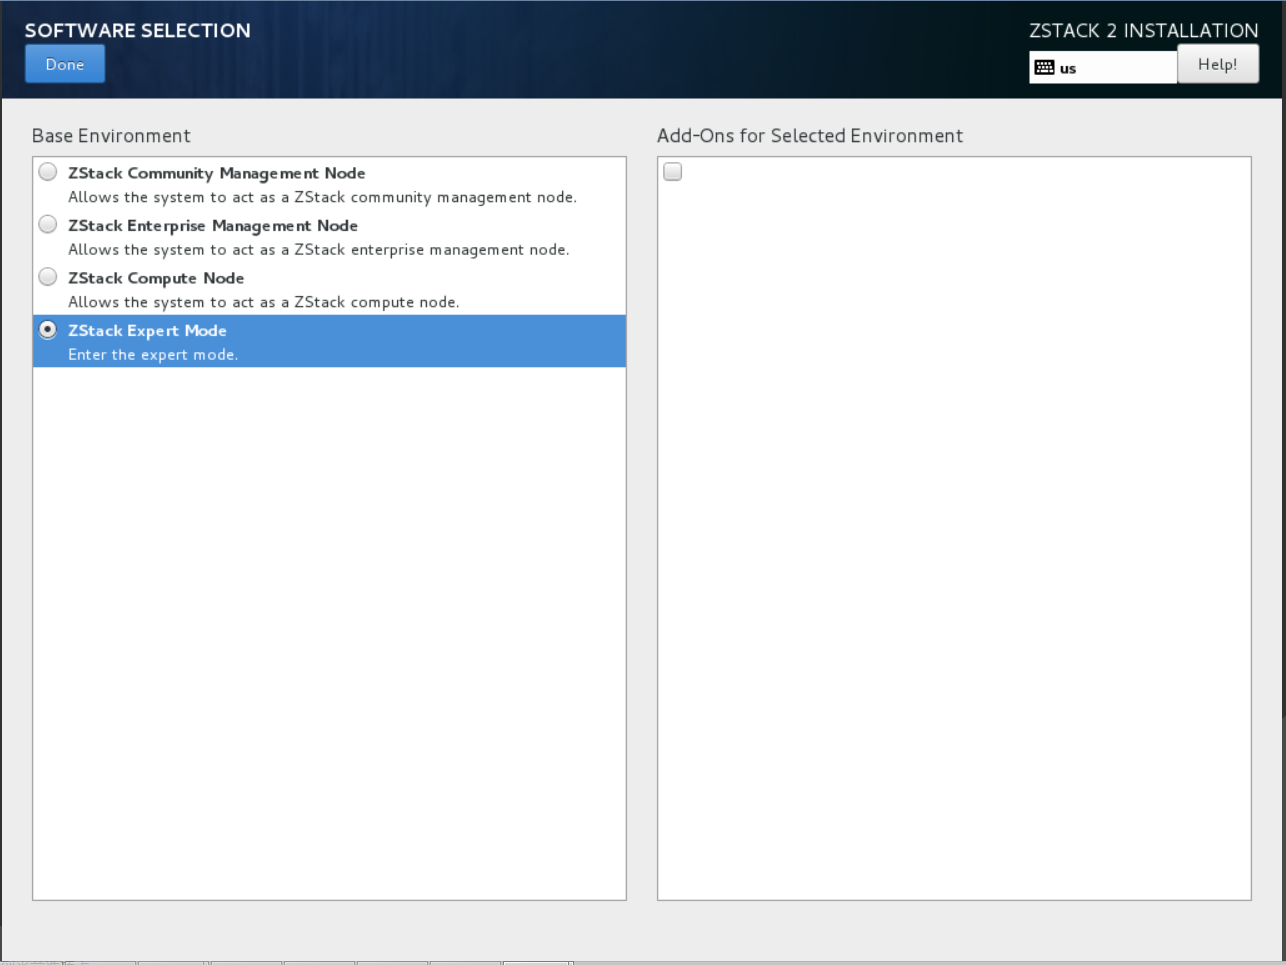 SOFTWARE SELECTION
Done
ZSTACK 2 INSTALLATION
us
Help!
Base Environment
ZStack Community Management Node
Allows the system to act as a ZStack community management node.
ZStack Enterprise Management Node
Allows the system to act as a ZStack enterprise management node.
ZStack Compute Node
Allows the system to act as a ZStack compute node.
ZStack Expert Mode
Enter the expert mode.
Add-Ons for Selected Environment